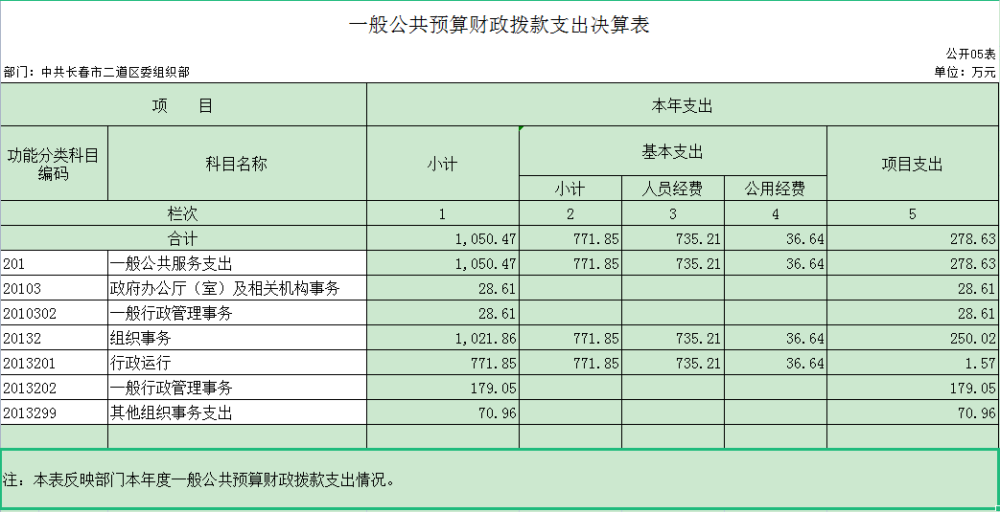 一般公共预算财政拨款支出决算表
公开05表
部门：中共长春市二道区委组织部 单位：万元
项 目 本年支出
功能分类科目编码 科目名称 小计 基本支出 项目支出
小计 人员经费 公用经费
栏次 1 2 3 4 5
合计 1,050.47 771.85 735.21 36.64 278.63
201 一般公共服务支出 1,050.47 771.85 735.21 36.64 278.63
20103 政府办公厅（室）及相关机构事务 28.61 28.61
2010302 一般行政管理事务 28.61 28.61
20132 组织事务 1,021.86 771.85 735.21 36.64 250.02
2013201 行政运行 771.85 771.85 735.21 36.64 1.57
2013202 一般行政管理事务 179.05 179.05
2013299 其他组织事务支出 70.96 70.96
注：本表反映部门本年度一般公共预算财政拨款支出情况。